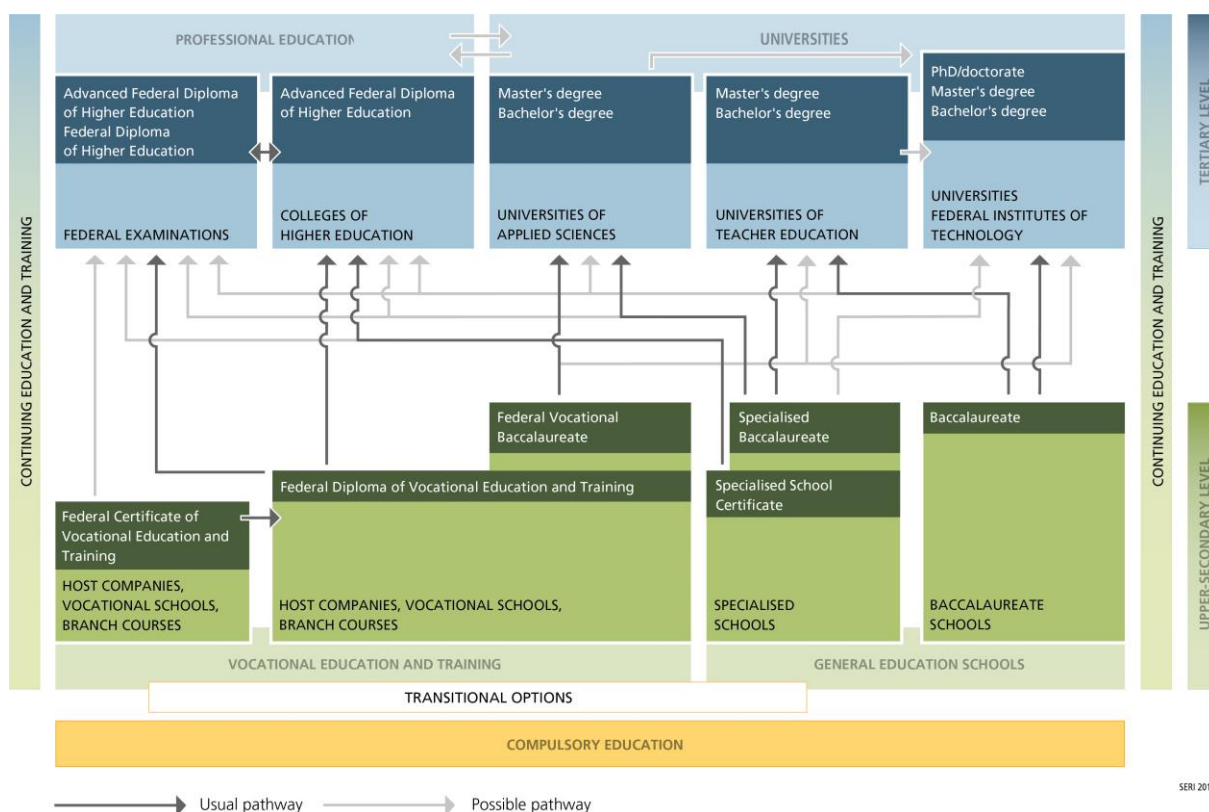 PROFESSIONAL EDUCATION
UNIVERSITIES
Advanced Federal Diploma
of Higher Education
Federal Diploma
of Higher Education
FEDERAL EXAMINATIONS
Advanced Federal Diploma
of Higher Education
COLLEGES OF
HIGHER EDUCATION
Master's degree
Bachelor's degree
UNIVERSITIES OF
APPLIED SCIENCES
Master's degree
Bachelor's degree
UNIVERSITIES OF
TEACHER EDUCATION
PhD/doctorate
Master's degree
Bachelor's degree
UNIVERSITIES
FEDERAL INSTITUTES OF
TECHNOLOGY
CONTINUING EDUCATION AND TRAINING
CONTINUING EDUCATION AND TRAINING
TERTIARY LEVEL
UPPER-SECONDARY LEVEL
Federal Vocational
Baccalaureate
Specialised
Baccalaureate
Baccalaureate
Federal Diploma of Vocational Education and Training
Specialised School
Certificate
Federal Certificate of
Vocational Education and
Training
HOST COMPANIES,
VOCATIONAL SCHOOLS,
BRANCH COURSES
HOST COMPANIES, VOCATIONAL SCHOOLS,
BRANCH COURSES
SPECIALISED
SCHOOLS
BACCALAUREATE
SCHOOLS
VOCATIONAL EDUCATION AND TRAINING
GENERAL EDUCATION SCHOOLS
TRANSITIONAL OPTIONS
COMPULSORY EDUCATION
SERI 201
Usual pathway
Possible pathway